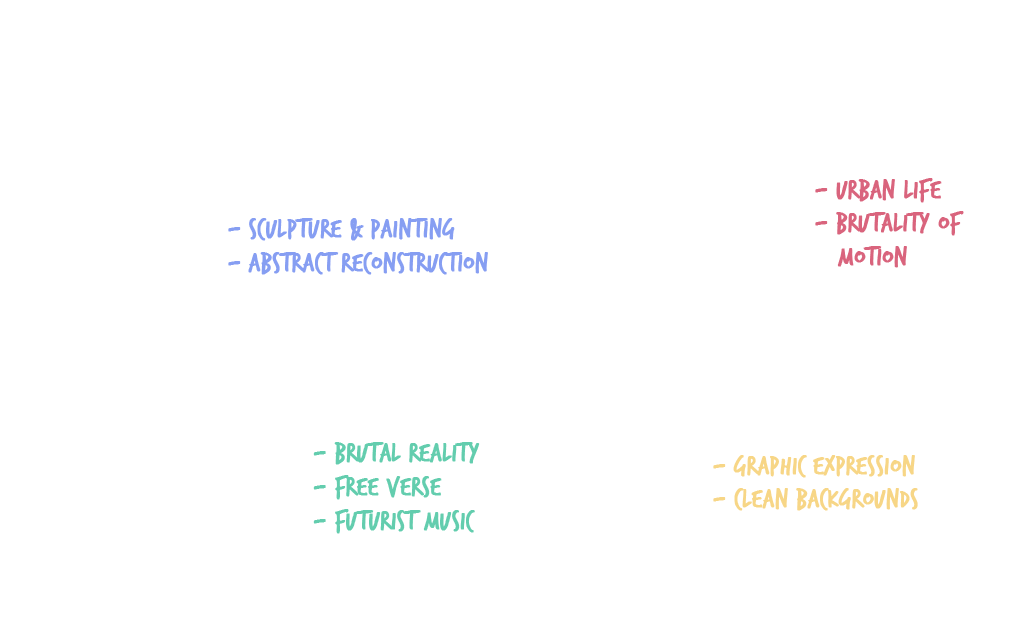 - URBAN LIFE
- BRUTALITY OF
MOTION
- SCULPTURE & PAINTING
- ABSTRACT RECONSTRUCTION
- BRUTAL REALITY
- FREE VERSE
- FUTURIST MUSIC
- GRAPHIC EXPRESSION
- CLEAN BACKGROUNDS